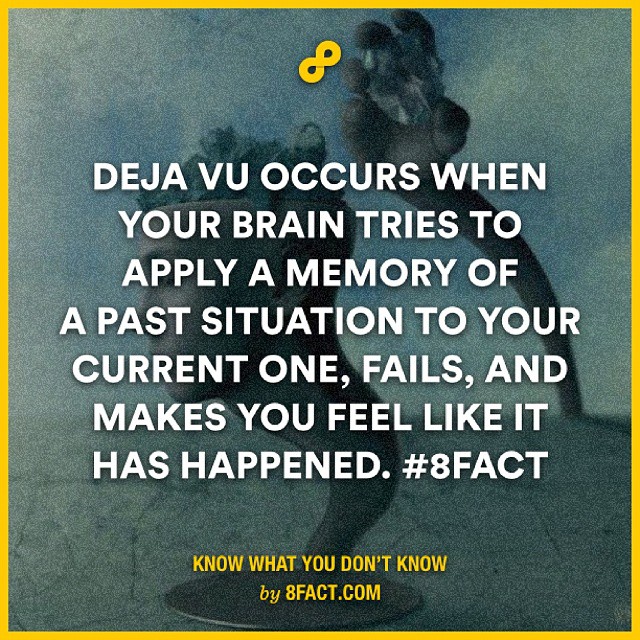 DEJA VU OCCURS WHEN
YOUR BRAIN TRIES TO
APPLY A MEMORY OF
A PAST SITUATION TO YOUR
CURRENT ONE, FAILS, AND
MAKES YOU FEEL LIKE IT
HAS HAPPENED. #8FACT
KNOW WHAT YOU DON'T KNOW
by 8FACT.COM